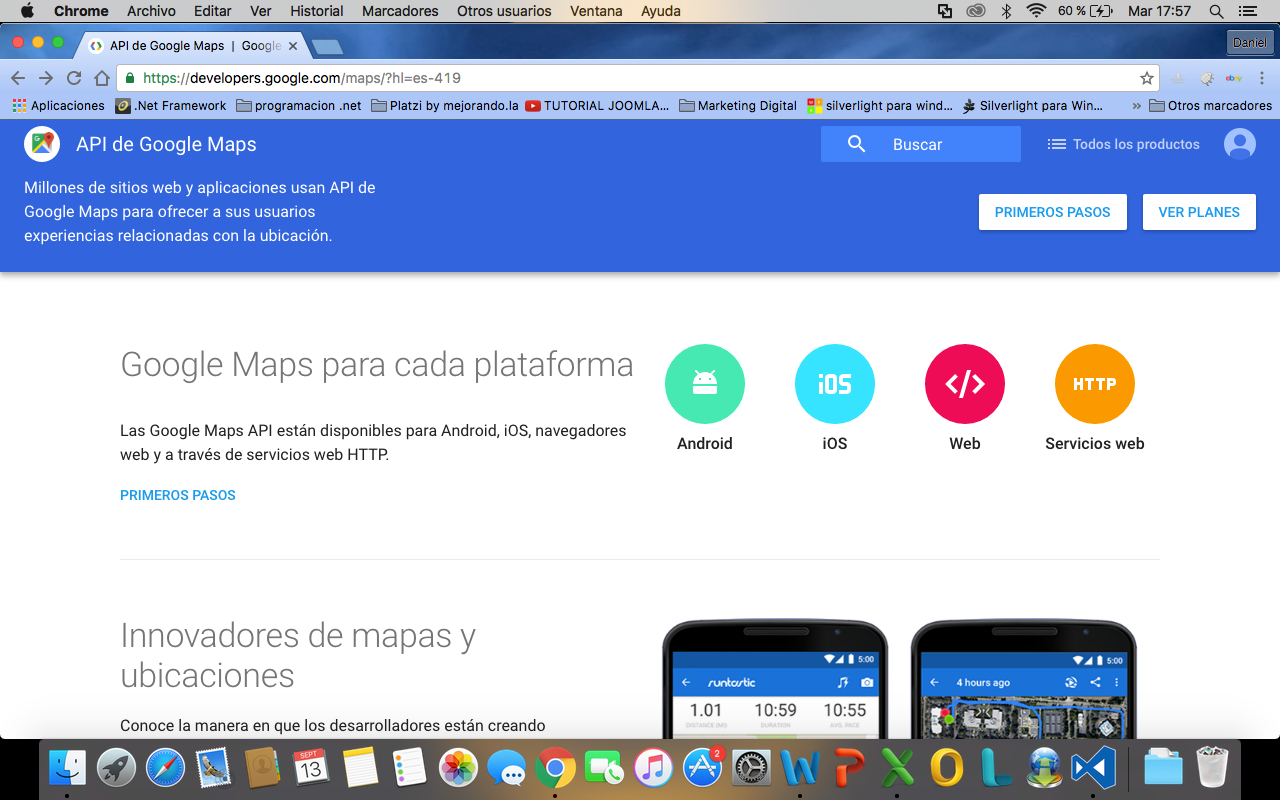 Chrome Archivo Editar Ver Historial Marcadores Otros usuarios Ventana Ayuda 60 % Mar 17:57
API de Google Maps | Google Daniel
https://developers.google.com/maps/?hl=es-419
Aplicaciones .Net Framework programacion .net Platzi by mejorando.la TUTORIAL JOOMLA... Marketing Digital silverlight para wind... Silverlight para Win... » Otros marcadores
API de Google Maps Buscar Todos los productos
Millones de sitios web y aplicaciones usan API de
Google Maps para ofrecer a sus usuarios
experiencias relacionadas con la ubicación.
PRIMEROS PASOS VER PLANES
Google Maps para cada plataforma
Las Google Maps API están disponibles para Android, iOS, navegadores
web y a través de servicios web HTTP.
PRIMEROS PASOS
iOS </> HTTP
Android iOS Web Servicios web
Innovadores de mapas y
ubicaciones
Conoce la manera en que los desarrolladores están creando
5:00
runtastic
1.01 10:59 10:55
DISTANCE (MI) DURATION AVG. PACE
5:00
4 hours ago
SEPT
13
2